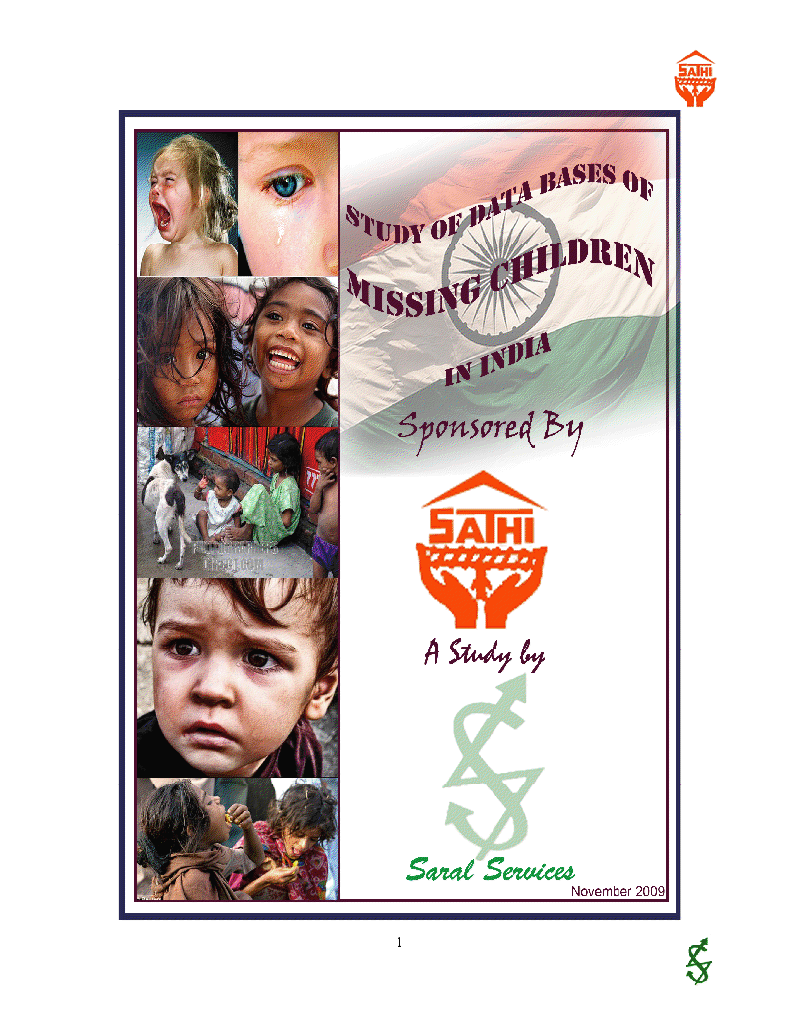 SATHI
STUDY OF DATA BASES OF
MISSING CHILDREN
IN INDIA
Sponsored By
SATHI
A Study by
Saral Services
November 2009
1